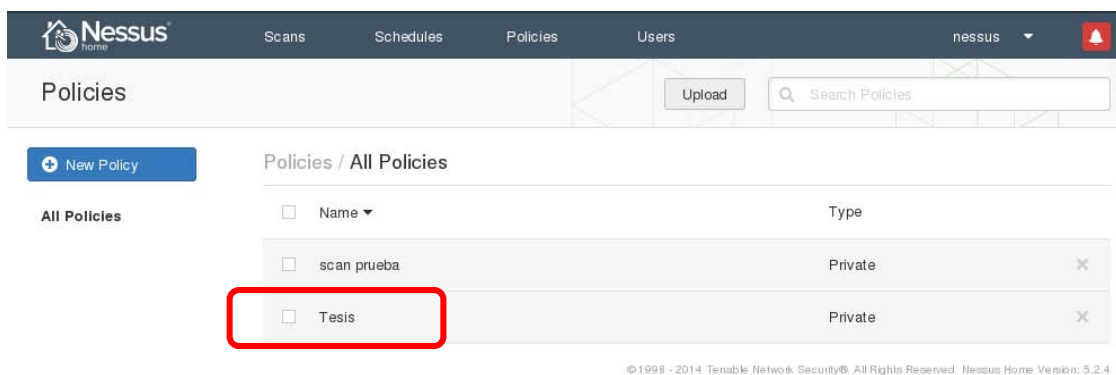 Nessus home Scans Schedules Policies Users nessus
Policies Upload Search Policies
New Policy Policies / All Policies
All Policies Name Type
scan prueba Private
Tesis Private
©1998 - 2014 Tenable Network Security® All Rights Reserved Nessus Home Version: 5.2.4